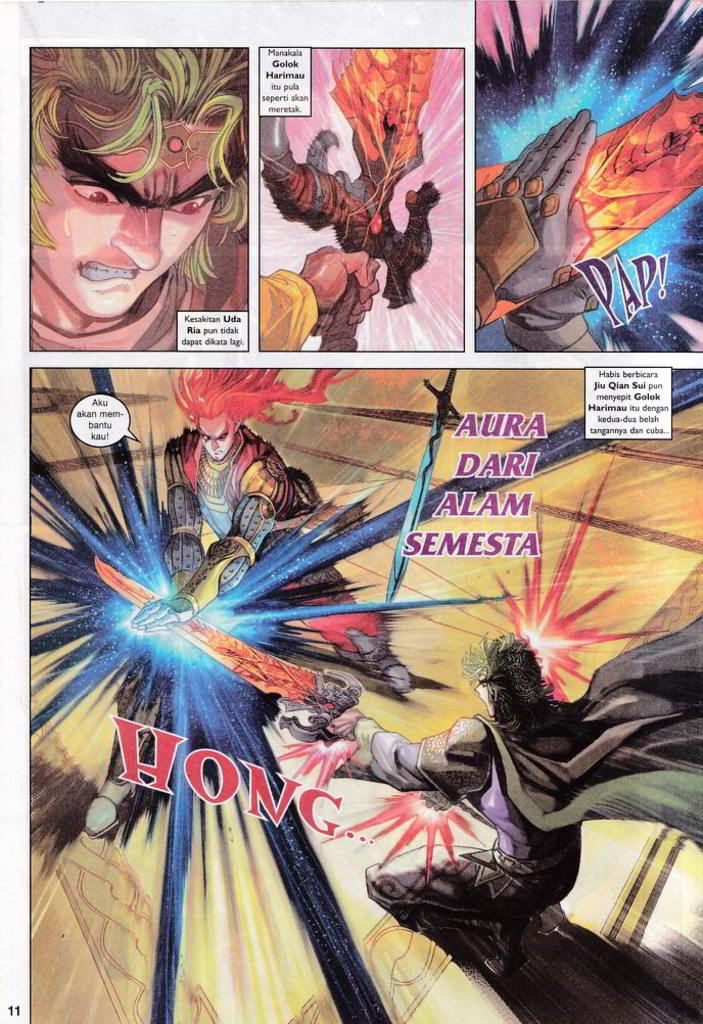 Kesakitan Uda
Ria pun tidak
dapat dikata lagi.
Manakala
Golok
Harimau
itu pula
seperti akan
meretak.
PAP!
Aku
akan mem-
bantu
kau!
Habis berbicara
Jiu Qian Sui pun
menyepit Golok
Harimau itu dengan
kedua-dua belah
tangannya dan cuba...
AURA
DARI
ALAM
SEMESTA
HONG...
11